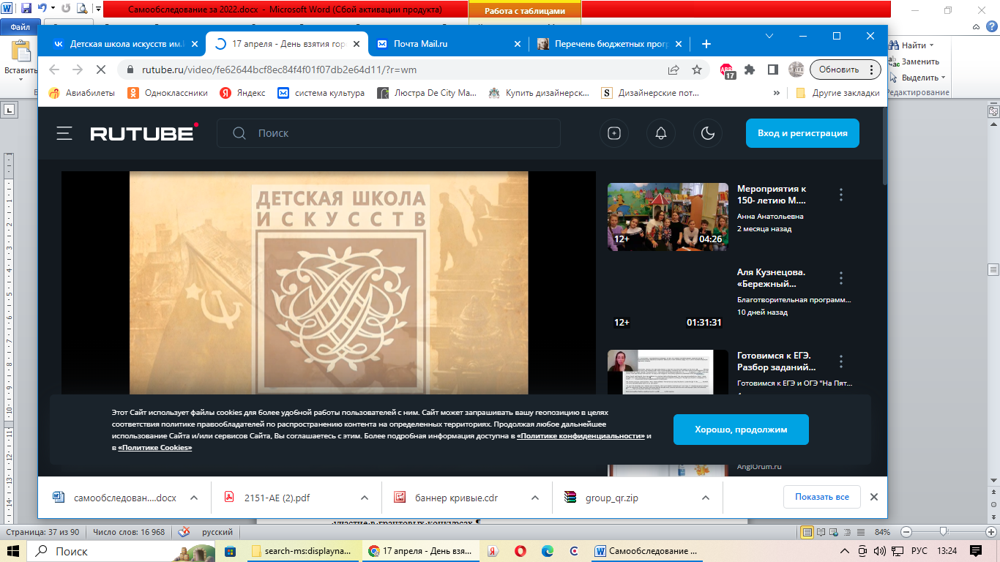 Самообследование за 2022.docx - Microsoft Word (Сбой активации продукта)
Работа с таблицами
Файл
Вставить
Найти
Заменить
Выделить
Редактирование
Детская школа искусств им.
17 апреля - День взятия гор
Почта Mail.ru
Перечень бюджетных прог
rutube.ru/video/fe62644bcf8ec84f4f01f07db2e64d11/?r=wm
ABP
17
Обновить
Авиабилеты
Одноклассники
Яндекс
система культура
Люстра De City Ma...
Купить дизайнерск...
Дизайнерские пот...
»
Другие закладки
RUTUBE
Поиск
Вход и регистрация
ДЕТСКАЯ ШКОЛА
ИСКУССТВ
Мероприятия к
150- летию М....
Анна Анатольевна
2 месяца назад
12+
04:26
Аля Кузнецова.
«Бережный...
Благотворительная программ...
10 дней назад
12+
01:31:31
Готовимся к ЕГЭ.
Разбор заданий...
Готовимся к ЕГЭ и ОГЭ "На Пят...
Этот Сайт использует файлы cookies для более удобной работы пользователей с ним. Сайт может запрашивать вашу геопозицию в целях
соответствия политике правообладателей по распространению контента на определенных территориях. Продолжая любое дальнейшее
использование Сайта и/или сервисов Сайта, Вы соглашаетесь с этим. Более подробная информация доступна в «Политике конфиденциальности» и
в «Политике Cookies»
Хорошо, продолжим
AnglOrum.ru
самообследован....docx
2151-АЕ (2).pdf
баннер кривые.cdr
group_qr.zip
Показать все
участие в грантовых конкурсах.¶
Страница: 37 из 90
Число слов: 16 968
русский
84%
Поиск
search-ms:displayna...
17 апреля - День взя...
Самообследование ...
РУС
13:24